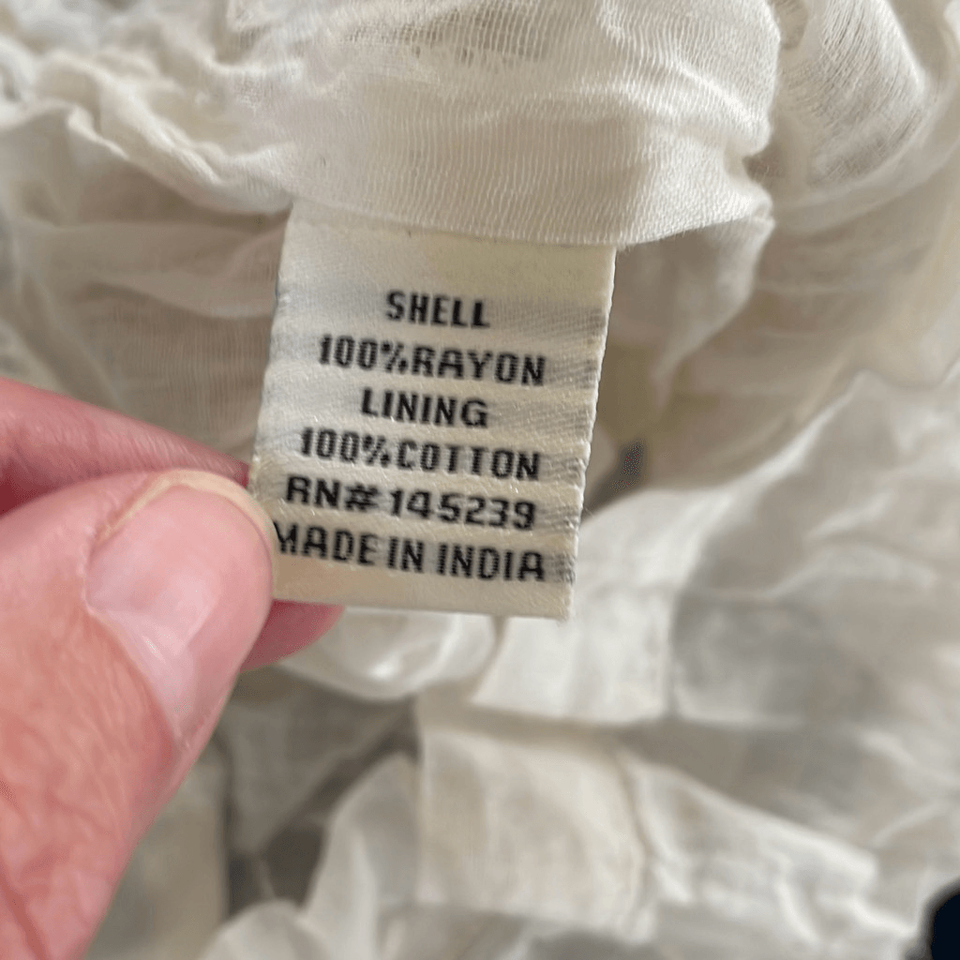 SHELL
100%RAYON
LINING
100%COTTON
RN#145239
MADE IN INDIA